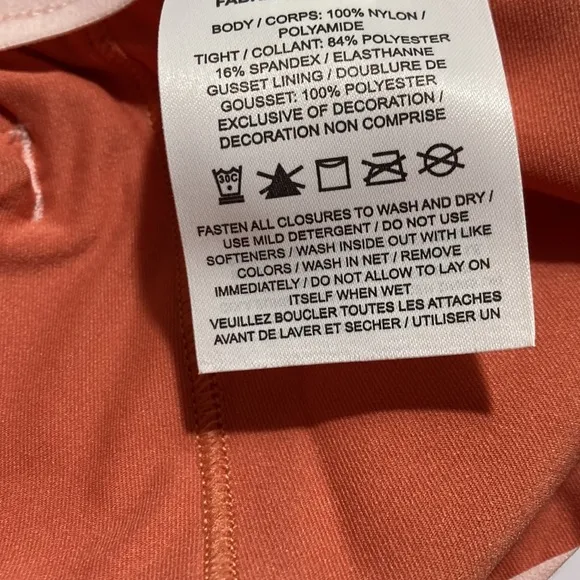 BODY / CORPS: 100% NYLON /
POLYAMIDE
TIGHT / COLLANT: 84% POLYESTER
16% SPANDEX / ELASTHANNE
GUSSET LINING / DOUBLURE DE
GOUSSET: 100% POLYESTER
EXCLUSIVE OF DECORATION /
DECORATION NON COMPRISE
30C
FASTEN ALL CLOSURES TO WASH AND DRY /
USE MILD DETERGENT / DO NOT USE
SOFTENERS / WASH INSIDE OUT WITH LIKE
COLORS / WASH IN NET / REMOVE
IMMEDIATELY / DO NOT ALLOW TO LAY ON
ITSELF WHEN WET
VEUILLEZ BOUCLER TOUTES LES ATTACHES
AVANT DE LAVER ET SECHER / UTILISER UN